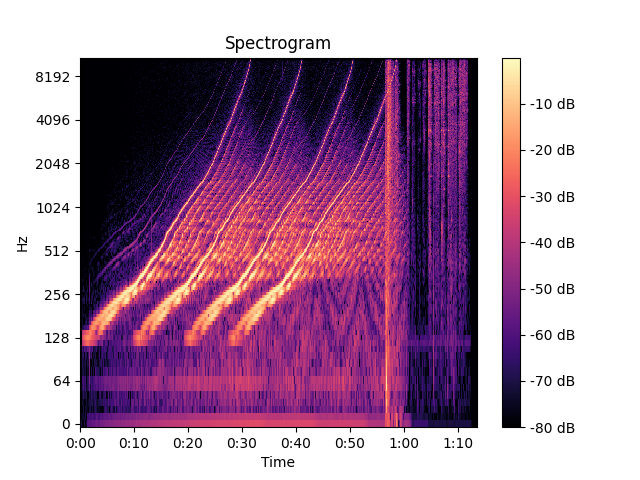 Spectrogram
Hz
8192
4096
2048
1024
512
256
128
64
0
0:00 0:10 0:20 0:30 0:40 0:50 1:00 1:10
Time
-10 dB
-20 dB
-30 dB
-40 dB
-50 dB
-60 dB
-70 dB
-80 dB